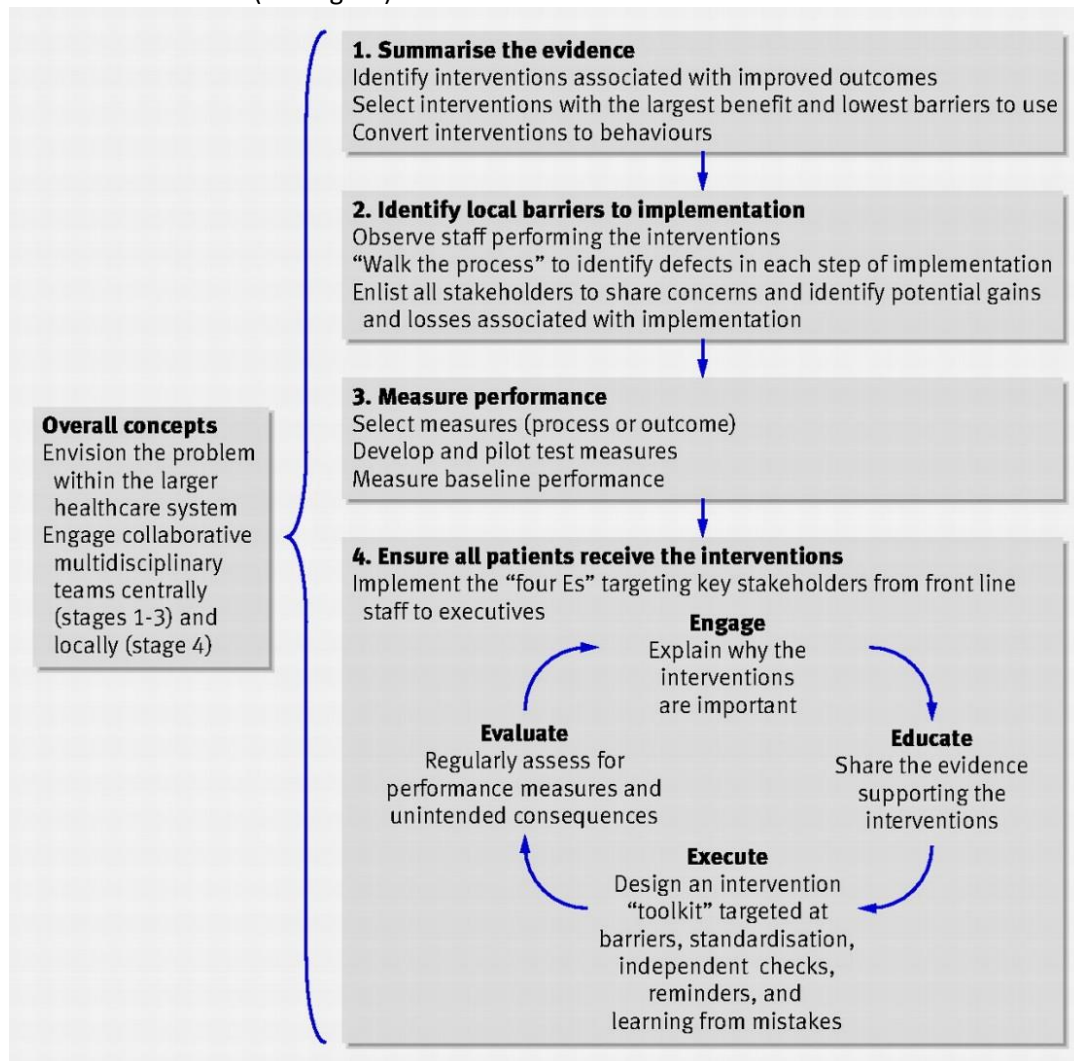 1. Summarise the evidence
Identify interventions associated with improved outcomes
Select interventions with the largest benefit and lowest barriers to use
Convert interventions to behaviours
2. Identify local barriers to implementation
Observe staff performing the interventions
“Walk the process” to identify defects in each step of implementation
Enlist all stakeholders to share concerns and identify potential gains
and losses associated with implementation
3. Measure performance
Select measures (process or outcome)
Develop and pilot test measures
Measure baseline performance
Overall concepts
Envision the problem
within the larger
healthcare system
Engage collaborative
multidisciplinary
teams centrally
(stages 1-3) and
locally (stage 4)
4. Ensure all patients receive the interventions
Implement the “four Es” targeting key stakeholders from front line
staff to executives
Engage
Explain why the
interventions
are important
Educate
Share the evidence
supporting the
interventions
Execute
Design an intervention
“toolkit” targeted at
barriers, standardisation,
independent checks,
reminders, and
learning from mistakes
Evaluate
Regularly assess for
performance measures and
unintended consequences